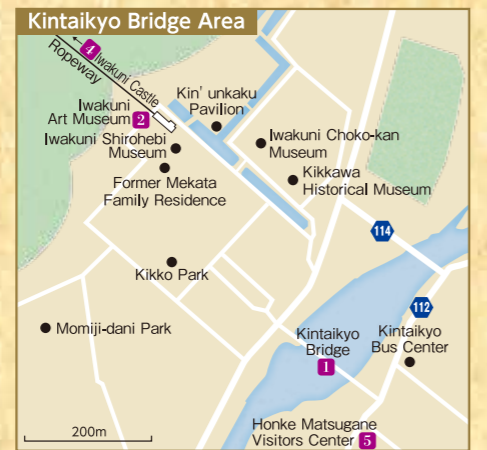 Kintaikyo Bridge Area
4
Iwakuni Castle
Ropeway
Iwakuni
Art Museum 2
Kin' unkaku
Pavilion
Iwakuni Shirohebi
Museum
Iwakuni Choko-kan
Museum
Former Mekata
Family Residence
Kikkawa
Historical Museum
114
Kikko Park
112
Momiji-dani Park
Kintaikyo
Bridge
1
Kintaikyo
Bus Center
200m
Honke Matsugane
Visitors Center 5